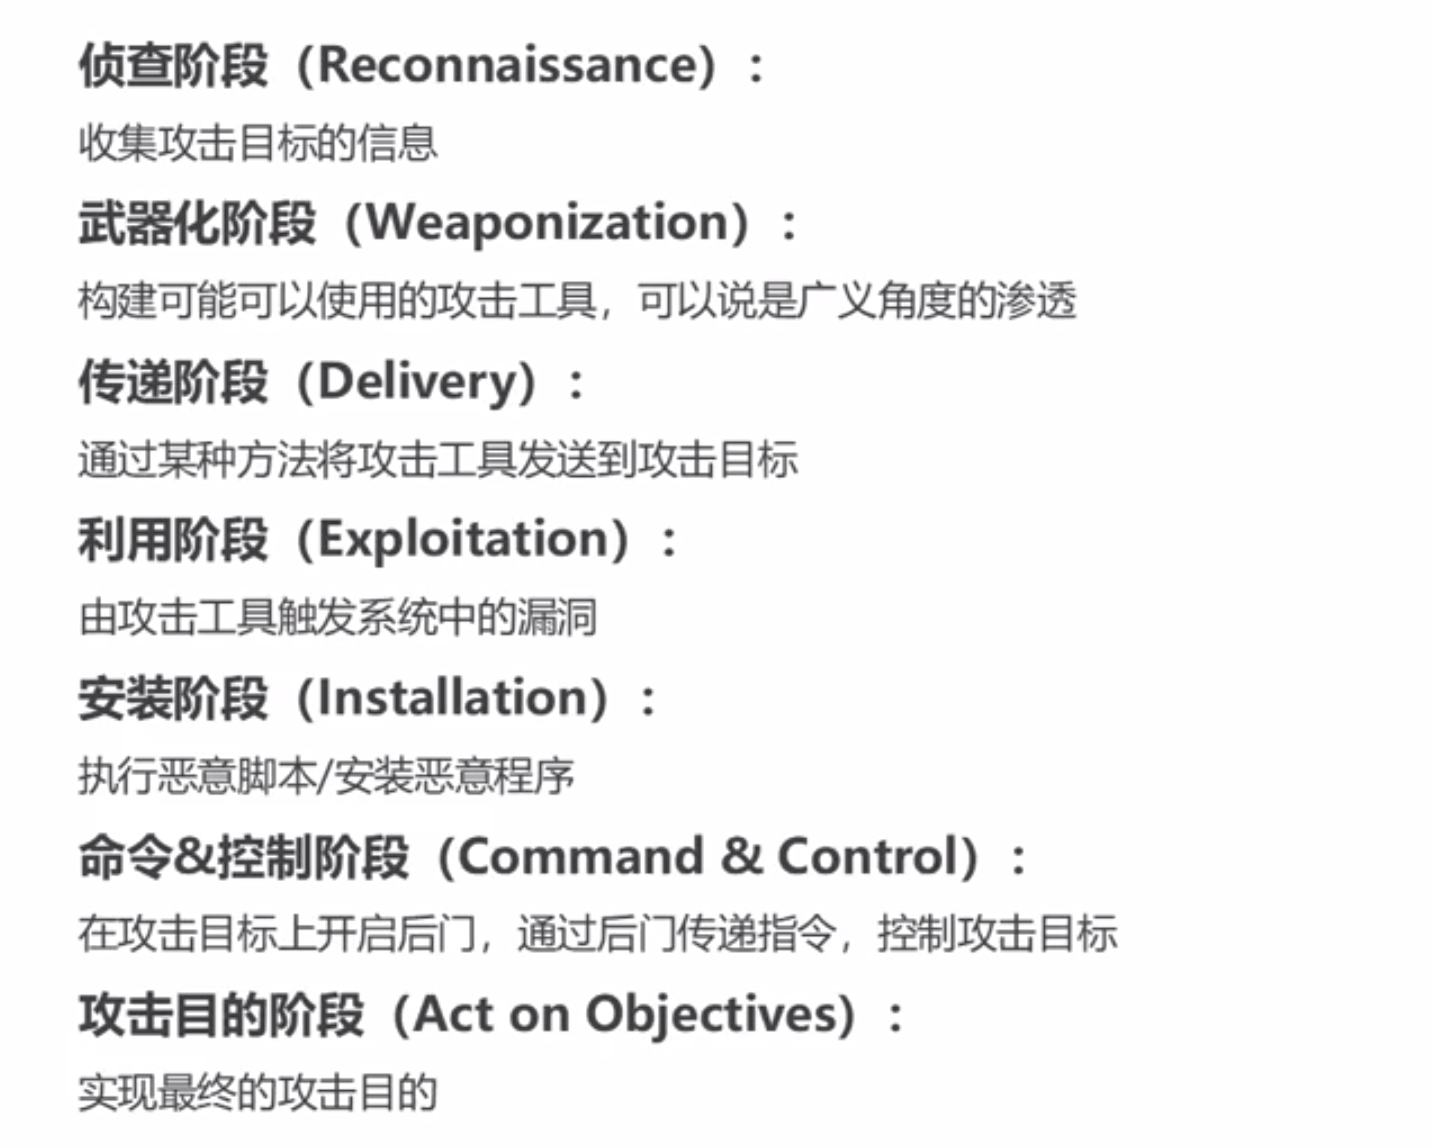 侦查阶段（Reconnaissance）：
收集攻击目标的信息
武器化阶段（Weaponization）：
构建可能可以使用的攻击工具，可以说是广义角度的渗透
传递阶段（Delivery）：
通过某种方法将攻击工具发送到攻击目标
利用阶段（Exploitation）：
由攻击工具触发系统中的漏洞
安装阶段（Installation）：
执行恶意脚本/安装恶意程序
命令&控制阶段（Command & Control）：
在攻击目标上开启后门，通过后门传递指令，控制攻击目标
攻击目的阶段（Act on Objectives）：
实现最终的攻击目的